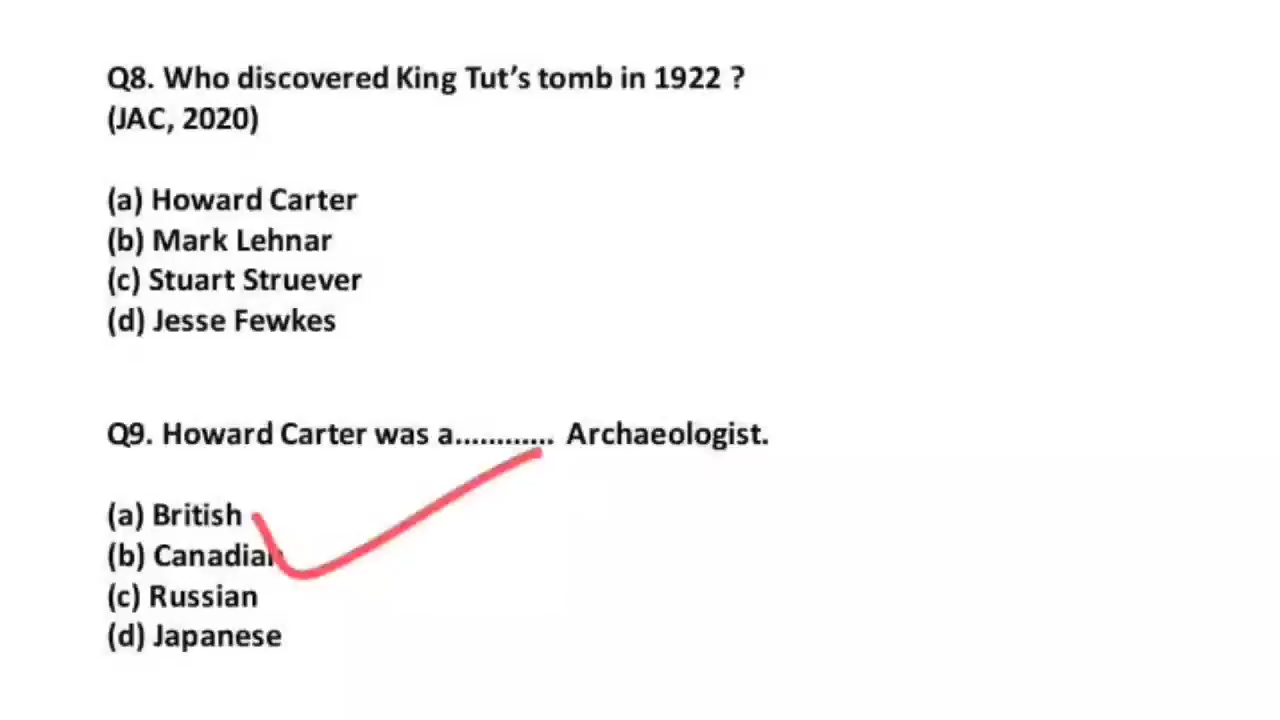 Q8. Who discovered King Tut’s tomb in 1922 ?
(JAC, 2020)
(a) Howard Carter
(b) Mark Lehnar
(c) Stuart Struever
(d) Jesse Fewkes
Q9. Howard Carter was a............ Archaeologist.
(a) British
(b) Canadian
(c) Russian
(d) Japanese